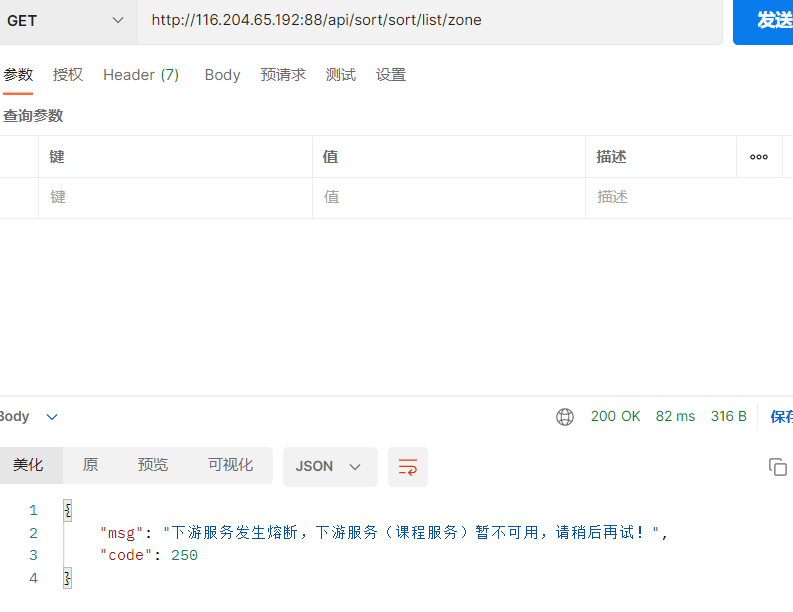 GET http://116.204.65.192:88/api/sort/sort/list/zone 发送
参数 授权 Header (7) Body 预请求 测试 设置
查询参数
键 值 描述
键 值 描述
Body 200 OK 82 ms 316 B 保存
美化 原 预览 可视化 JSON
1 {
2 "msg": "下游服务发生熔断，下游服务（课程服务）暂不可用，请稍后再试！",
3 "code": 250
4 }